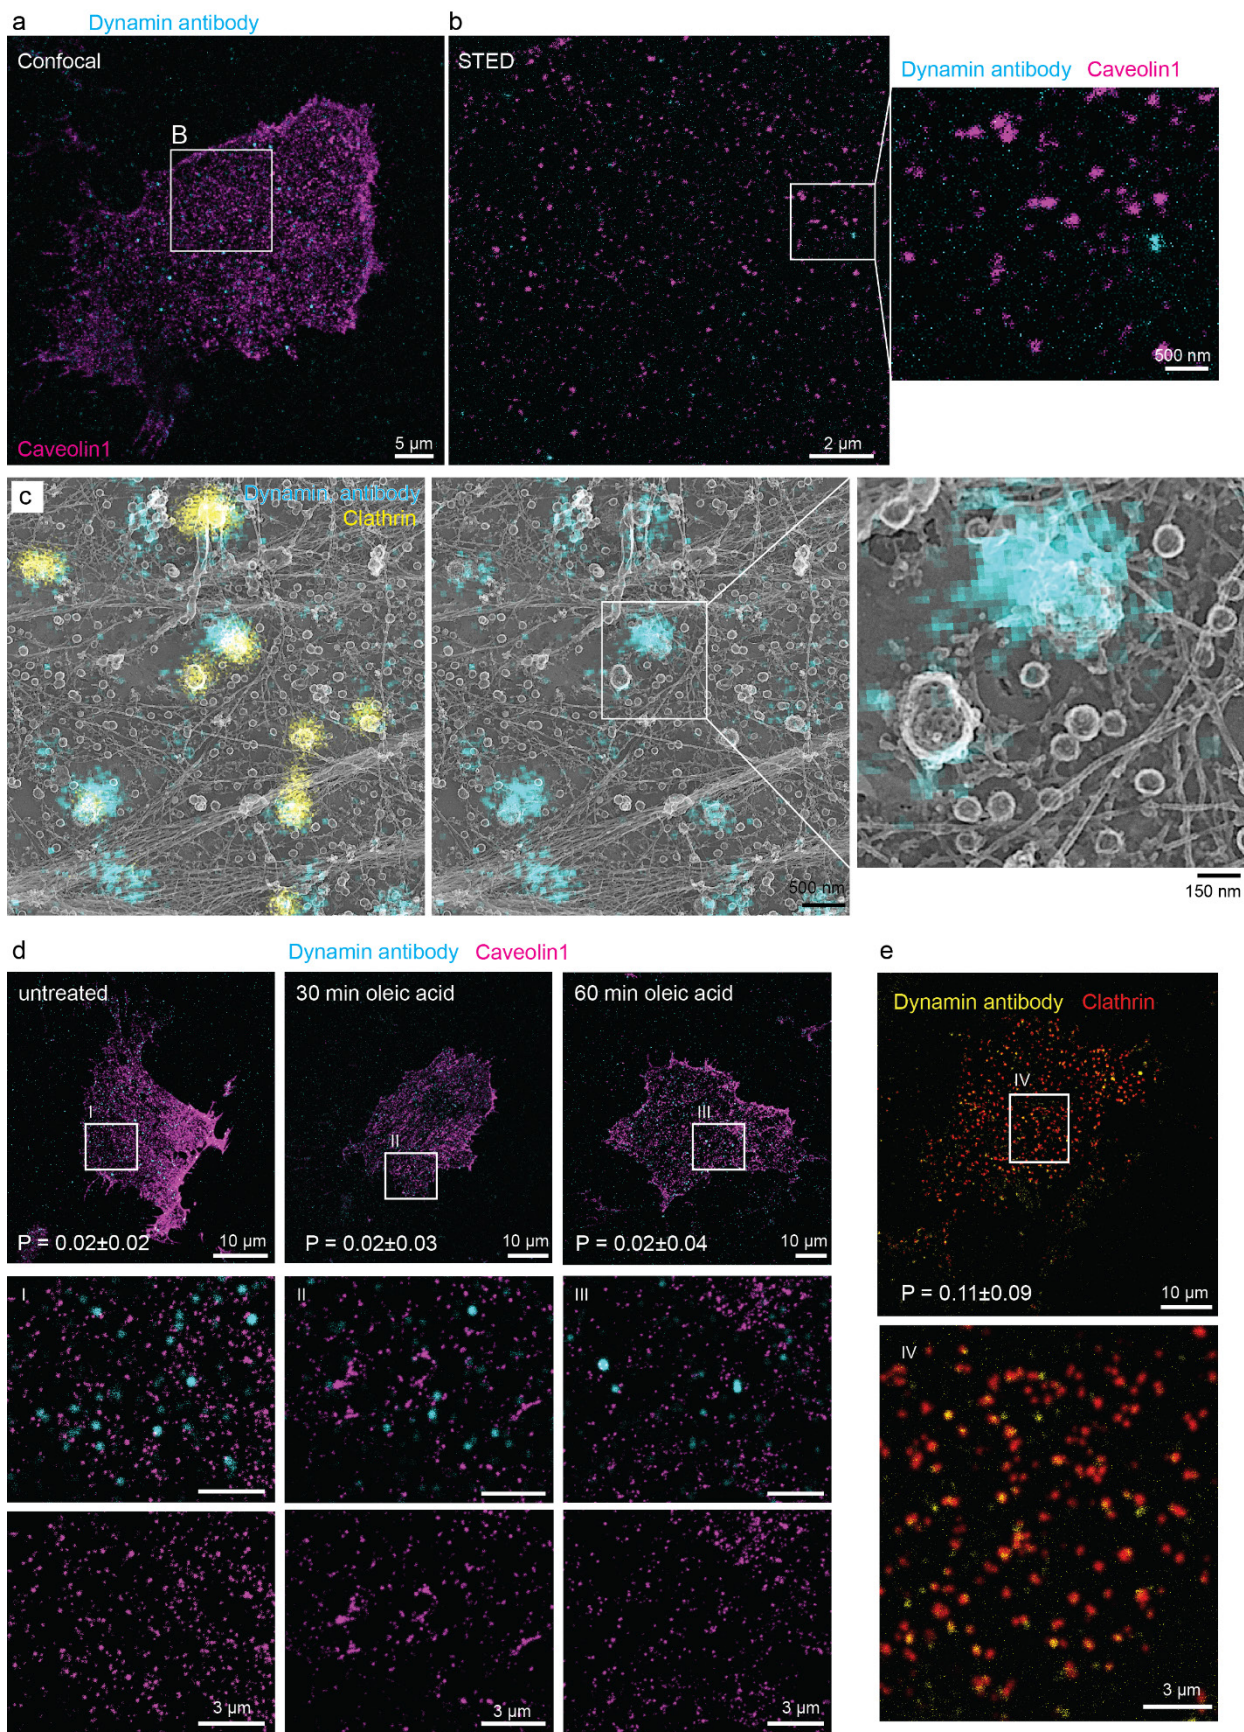 a
Dynamin antibody
Confocal
B
Caveolin1
5 µm
b
STED
2 µm
Dynamin antibody Caveolin1
500 nm
c
Dynamin antibody
Clathrin
500 nm
150 nm
d
Dynamin antibody Caveolin1
untreated
I
P = 0.02±0.02
10 µm
30 min oleic acid
II
P = 0.02±0.03
10 µm
60 min oleic acid
III
P = 0.02±0.04
10 µm
I
II
III
3 µm
3 µm
3 µm
e
Dynamin antibody Clathrin
IV
P = 0.11±0.09
10 µm
IV
3 µm